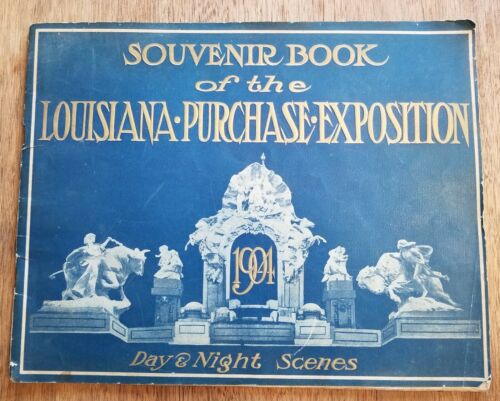 SOUVENIR BOOK
of the
LOUISIANA·PURCHASE·EXPOSITION
1904
Day & Night Scenes